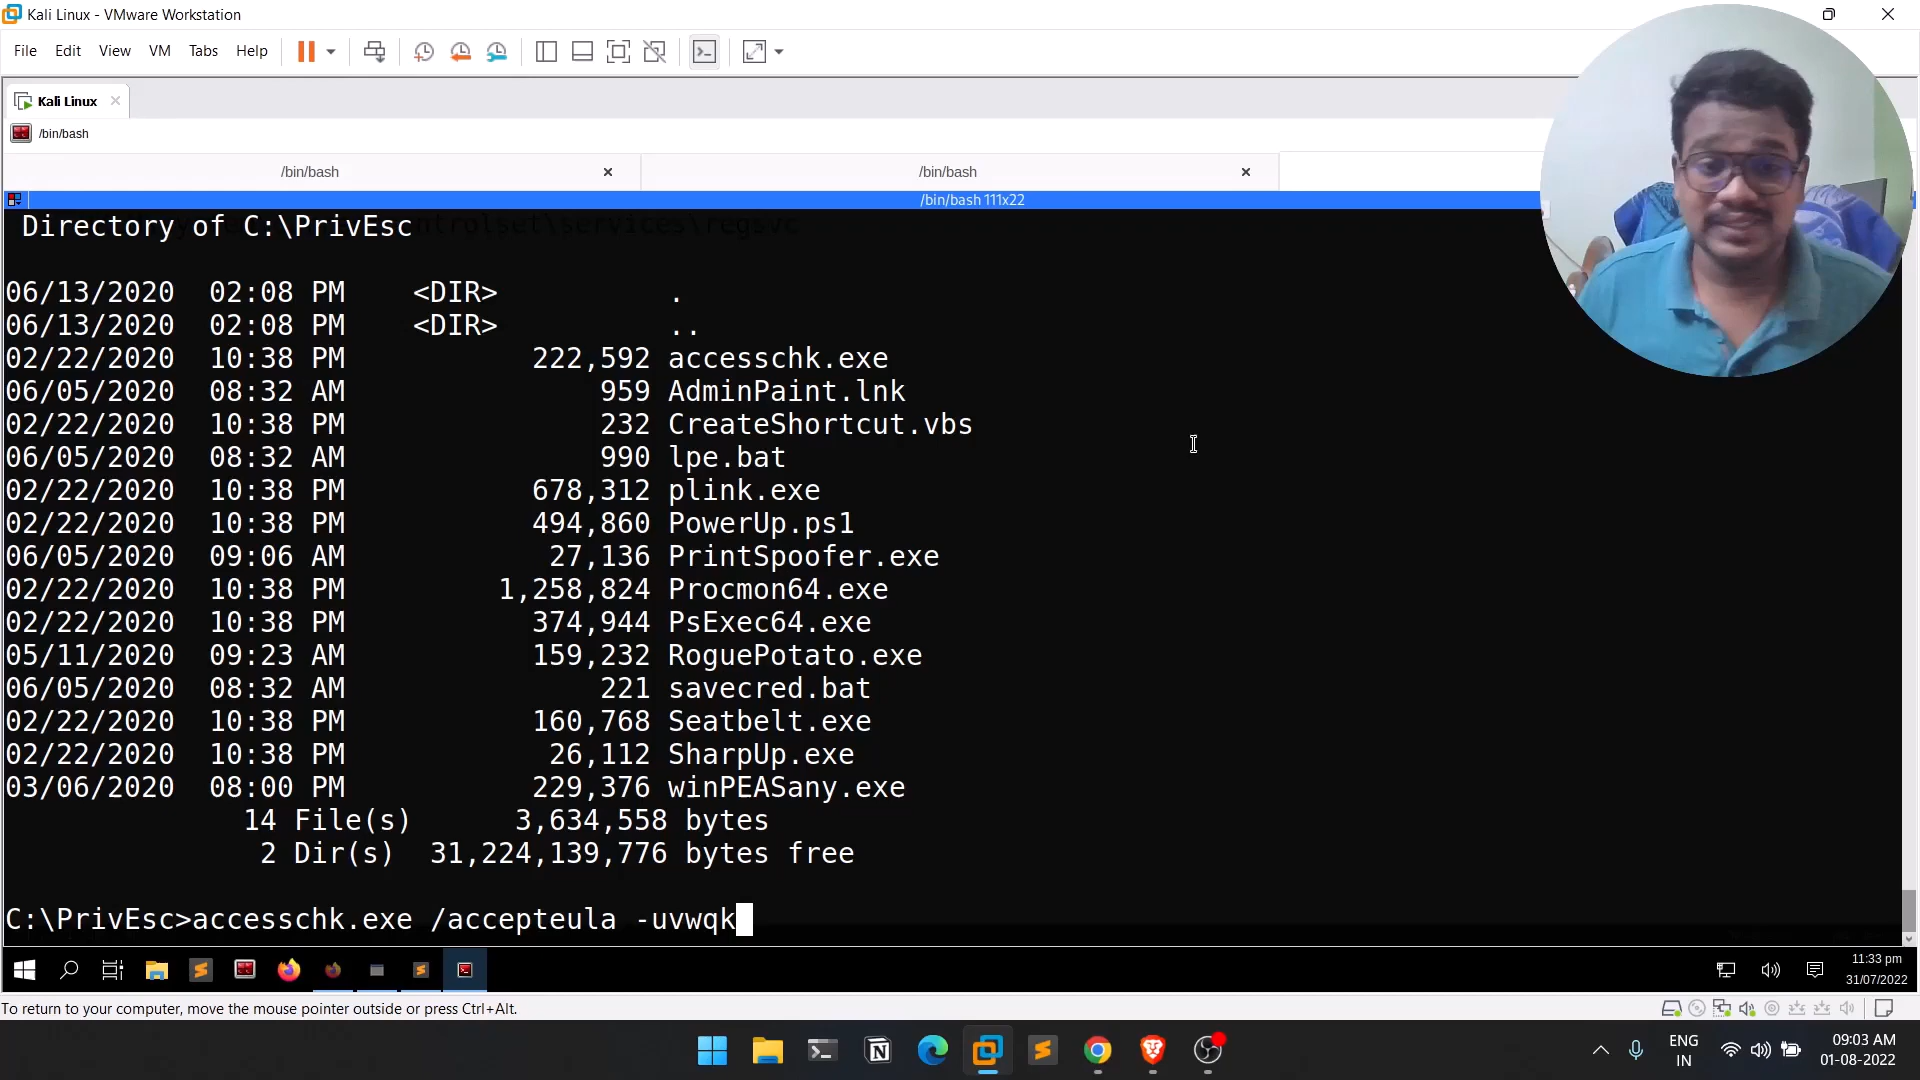 Kali Linux - VMware Workstation
File Edit View VM Tabs Help
Kali Linux
/bin/bash
/bin/bash /bin/bash
/bin/bash 111x22
Directory of C:\PrivEsc
06/13/2020 02:08 PM <DIR> .
06/13/2020 02:08 PM <DIR> ..
02/22/2020 10:38 PM 222,592 accesschk.exe
06/05/2020 08:32 AM 959 AdminPaint.lnk
02/22/2020 10:38 PM 232 CreateShortcut.vbs
06/05/2020 08:32 AM 990 lpe.bat
02/22/2020 10:38 PM 678,312 plink.exe
02/22/2020 10:38 PM 494,860 PowerUp.ps1
06/05/2020 09:06 AM 27,136 PrintSpoofer.exe
02/22/2020 10:38 PM 1,258,824 Procmon64.exe
02/22/2020 10:38 PM 374,944 PsExec64.exe
05/11/2020 09:23 AM 159,232 RoguePotato.exe
06/05/2020 08:32 AM 221 savecred.bat
02/22/2020 10:38 PM 160,768 Seatbelt.exe
02/22/2020 10:38 PM 26,112 SharpUp.exe
03/06/2020 08:00 PM 229,376 winPEASany.exe
14 File(s) 3,634,558 bytes
2 Dir(s) 31,224,139,776 bytes free
C:\PrivEsc>accesschk.exe /accepteula -uvwqk
11:33 pm
31/07/2022
To return to your computer, move the mouse pointer outside or press Ctrl+Alt.
ENG
IN
09:03 AM
01-08-2022